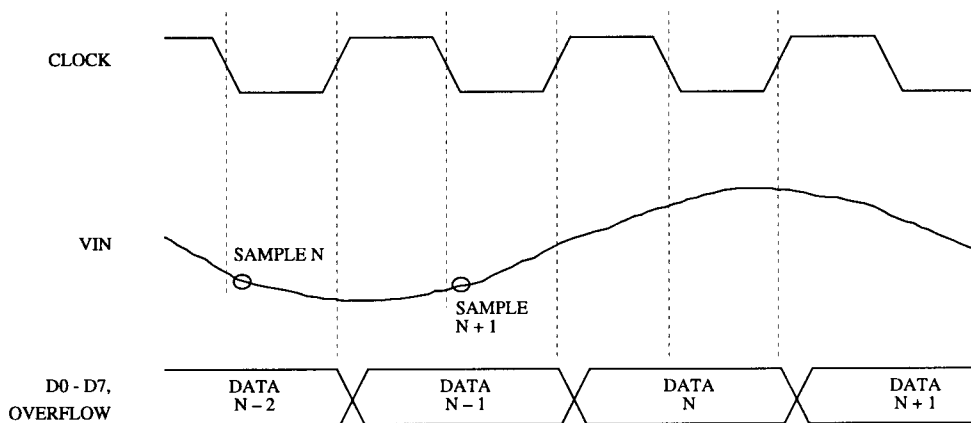 CLOCK
VIN
SAMPLE N
SAMPLE
N + 1
D0 - D7,
OVERFLOW
DATA
N – 2
DATA
N – 1
DATA
N
DATA
N + 1